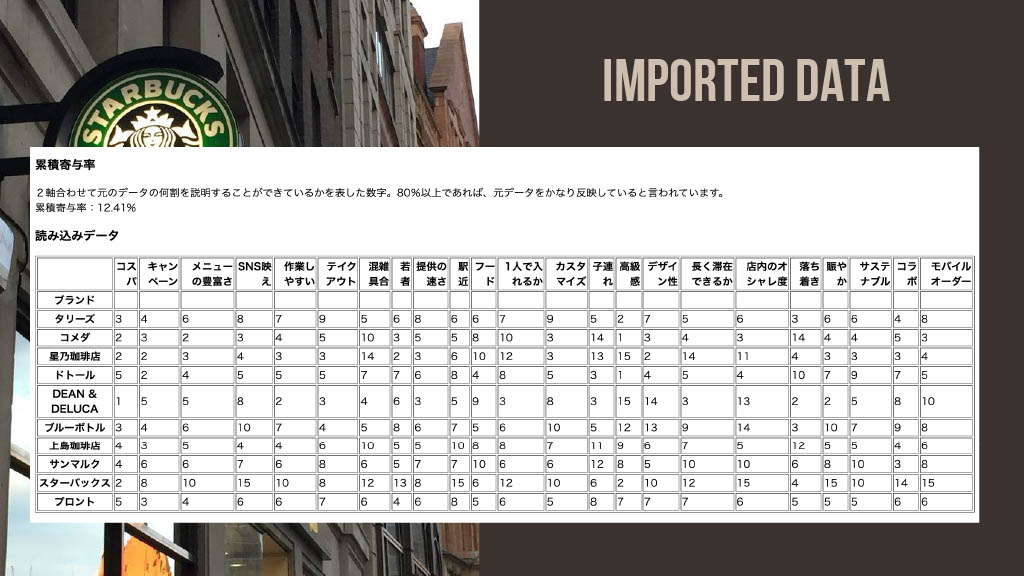 STARBUCKS
IMPORTED DATA
累積寄与率
2軸合わせて元のデータの何割を説明することができているかを表した数字。80%以上であれば、元データをかなり反映していると言われています。
累積寄与率:12.41%
読み込みデータ
コスパ キャンペーン メニューの豊富さ SNS映え 作業しやすい テイクアウト 混雑具合 若者 提供の速さ 駅近 フード 1人で入れるか カスタマイズ 子連れ 高級感 デザイン性 長く滞在できるか 店内のオシャレ度 落ち着き 賑やか サステナブル コラボ モバイルオーダー
ブランド
タリーズ 3 4 6 8 7 9 5 6 8 6 6 7 9 5 2 7 5 6 3 6 6 4 8
コメダ 2 3 2 3 4 5 10 3 5 5 8 10 3 14 1 3 4 3 14 4 4 5 3
星乃珈琲店 2 2 3 4 3 3 14 2 3 6 10 12 3 13 15 2 14 11 4 3 3 3 4
ドトール 5 2 4 5 5 5 7 7 6 8 4 8 5 3 1 4 5 4 10 7 9 7 5
DEAN & DELUCA 1 5 5 8 2 3 4 6 3 5 9 3 8 3 15 14 3 13 2 2 5 8 10
ブルーボトル 3 4 6 10 7 4 5 8 6 7 5 6 10 5 12 13 9 14 3 10 7 9 8
上島珈琲店 4 3 5 4 4 6 10 5 5 10 8 8 7 11 9 6 7 5 12 5 5 4 6
サンマルク 4 6 6 7 6 8 6 5 7 7 10 6 6 12 8 5 10 10 6 8 10 3 8
スターバックス 2 8 10 15 10 8 12 13 8 15 6 12 10 6 2 10 12 15 4 15 10 14 15
プロント 5 3 4 6 6 7 6 4 6 8 5 6 5 8 7 7 7 6 5 5 5 6 6